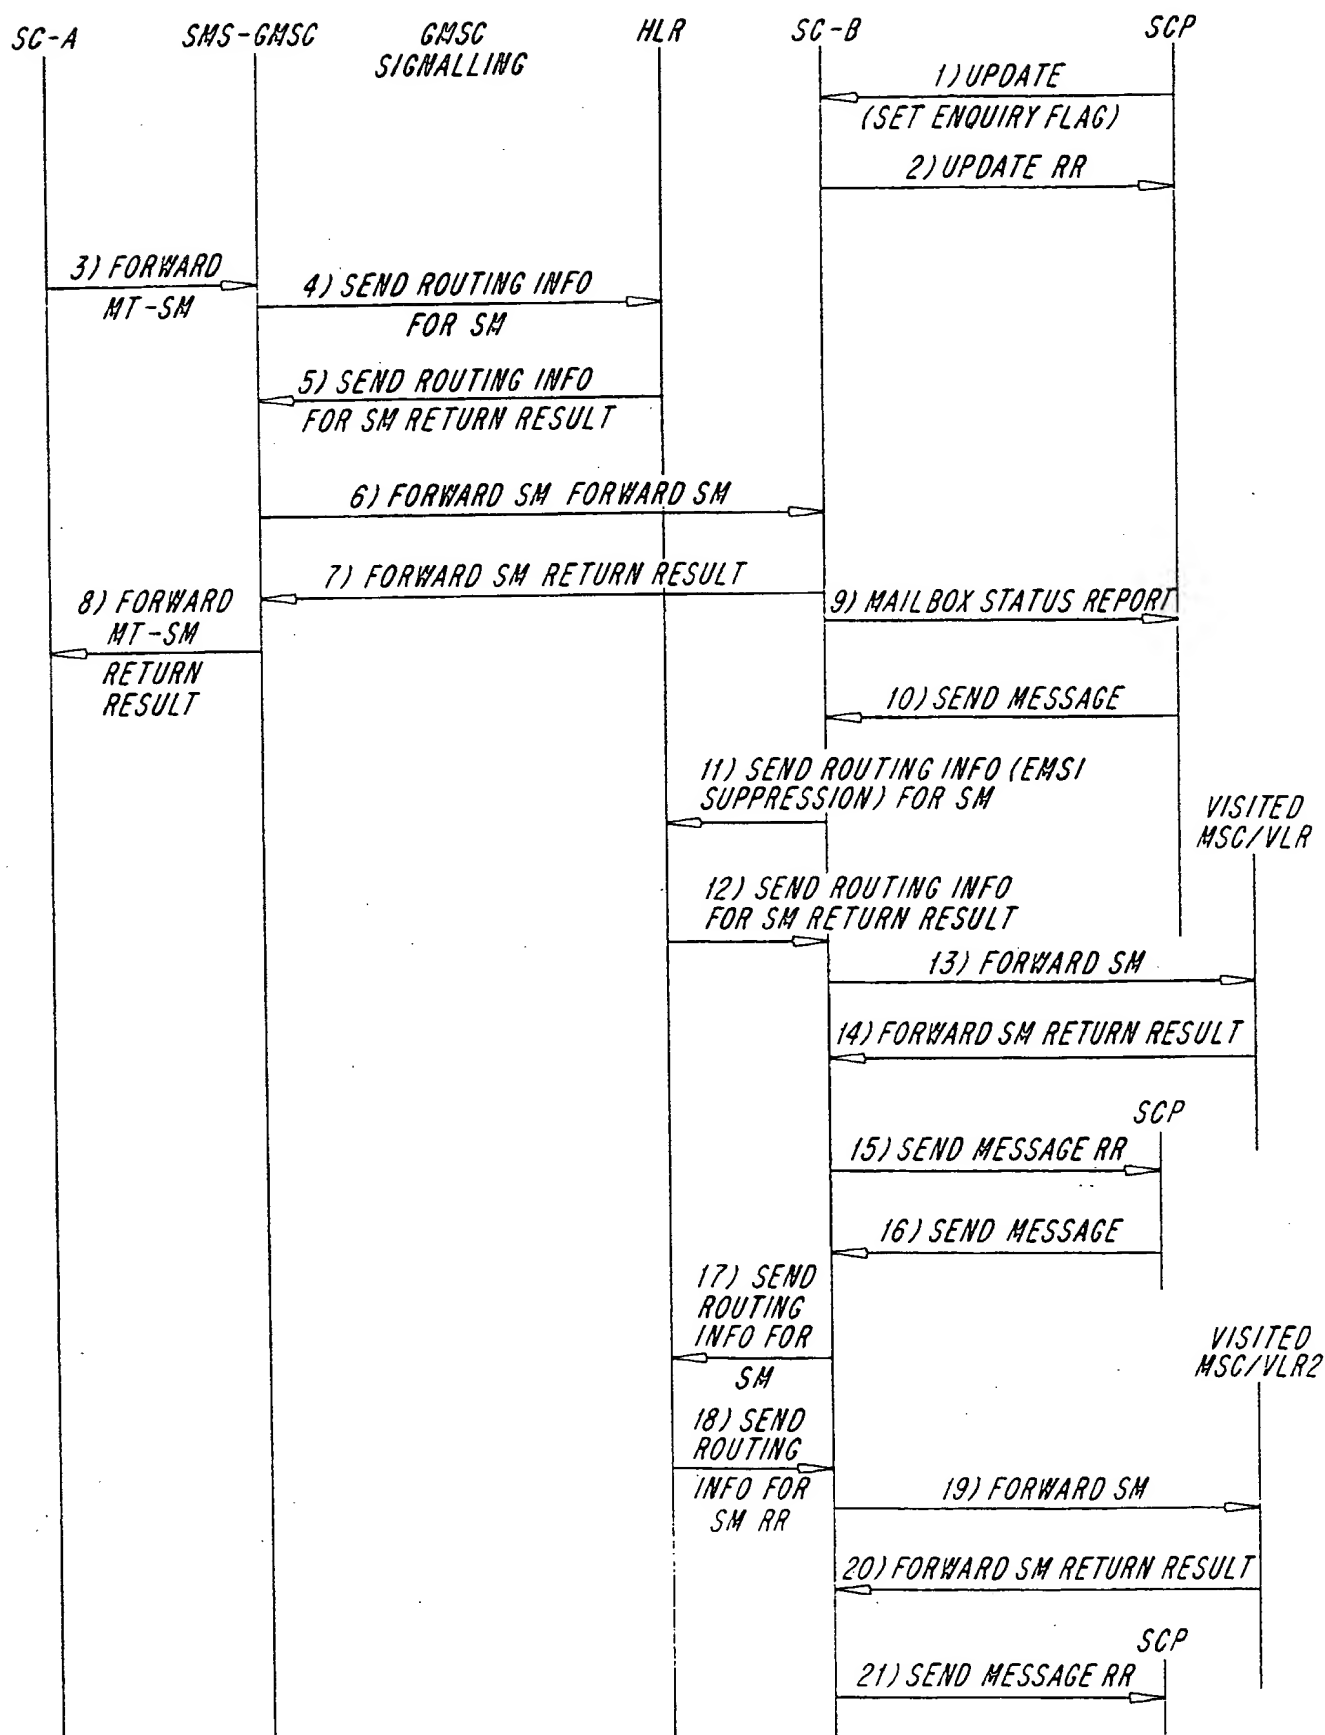 SC-A
SMS-GMSC
GMSC
SIGNALLING
HLR
SC-B
SCP
1) UPDATE
(SET ENQUIRY FLAG)
2) UPDATE RR
3) FORWARD
MT-SM
4) SEND ROUTING INFO
FOR SM
5) SEND ROUTING INFO
FOR SM RETURN RESULT
6) FORWARD SM FORWARD SM
7) FORWARD SM RETURN RESULT
8) FORWARD
MT-SM
RETURN
RESULT
9) MAILBOX STATUS REPORT
10) SEND MESSAGE
11) SEND ROUTING INFO (EMSI
SUPPRESSION) FOR SM
VISITED
MSC/VLR
12) SEND ROUTING INFO
FOR SM RETURN RESULT
13) FORWARD SM
14) FORWARD SM RETURN RESULT
SCP
15) SEND MESSAGE RR
16) SEND MESSAGE
17) SEND
ROUTING
INFO FOR
SM
VISITED
MSC/VLR2
18) SEND
ROUTING
INFO FOR
SM RR
19) FORWARD SM
20) FORWARD SM RETURN RESULT
SCP
21) SEND MESSAGE RR